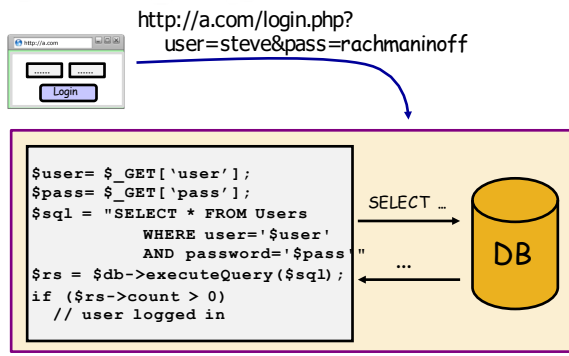 http://a.com/login.php?
user=steve&pass=rachmaninoff
http://a.com
......
......
Login
$user= $_GET[‘user’];
$pass= $_GET[‘pass’];
$sql = "SELECT * FROM Users
WHERE user='$user'
AND password='$pass'"
$rs = $db->executeQuery($sql);
if ($rs->count > 0)
// user logged in
SELECT …
…
DB